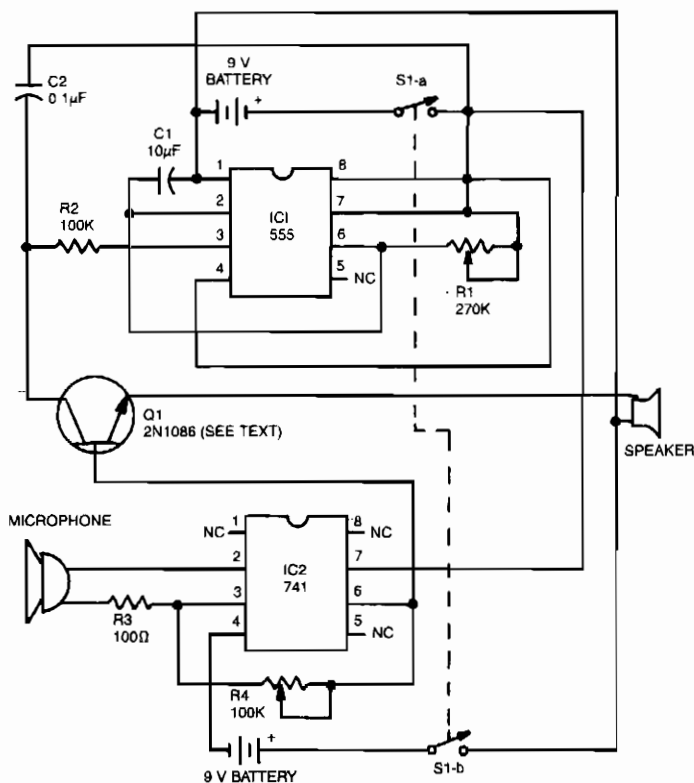 C2
0 1µF
9 V
BATTERY
+
S1-a
C1
10µF
R2
100K
1
2
3
4
IC1
555
8
7
6
5
NC
R1
270K
Q1
2N1086 (SEE TEXT)
SPEAKER
MICROPHONE
NC
1
2
3
4
IC2
741
8
NC
7
6
5
NC
R3
100Ω
R4
100K
+
9 V BATTERY
S1-b